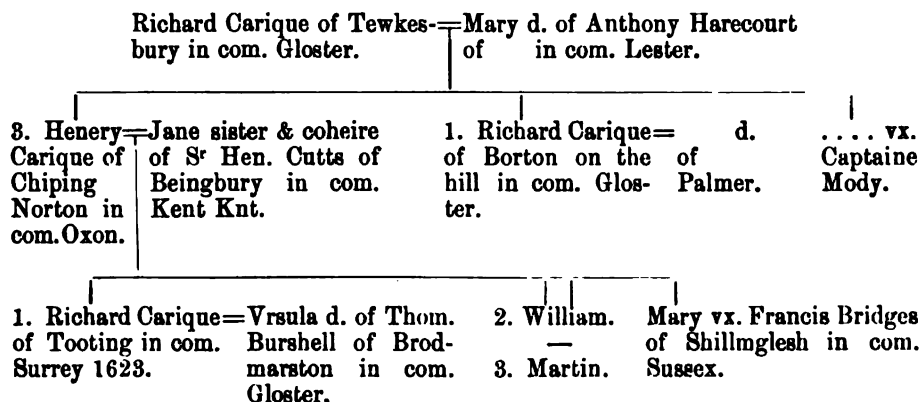 Richard Carique of Tewkes-
bury in com. Gloster.
Mary d. of Anthony Harecourt
of in com. Lester.
3. Henery
Carique of
Chiping
Norton in
com. Oxon.
Jane sister & coheire
of Sʳ Hen. Cutts of
Beingbury in com.
Kent Knt.
1. Richard Carique= d.
of Borton on the of
hill in com. Glos- Palmer.
ter.
.... vx.
Captaine
Mody.
1. Richard Carique=
of Tooting in com.
Surrey 1623.
Vrsula d. of Thom.
Burshell of Brod-
marston in com.
Gloster.
2. William.
—
3. Martin.
Mary vx. Francis Bridges
of Shillmglesh in com.
Sussex.